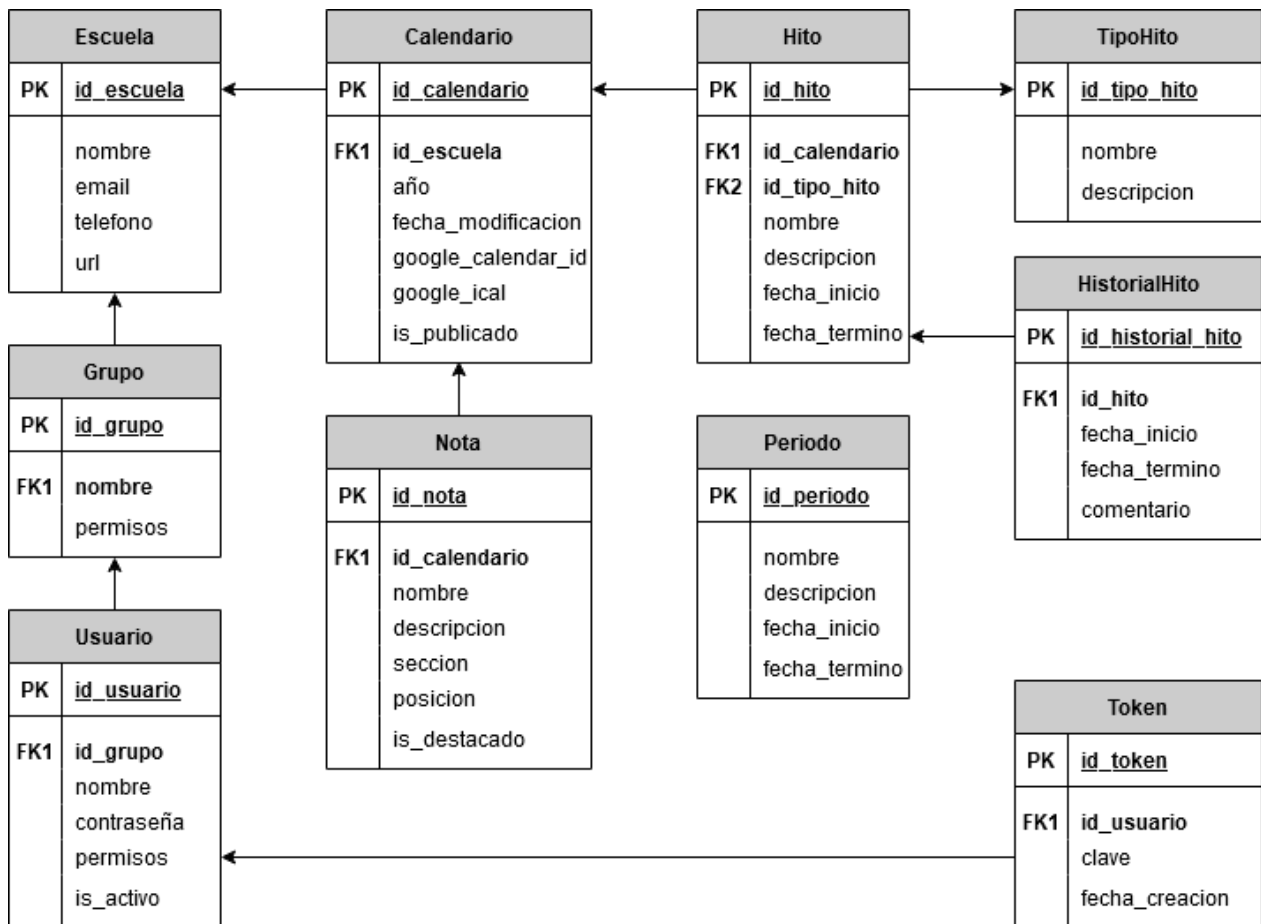 Escuela
PK id_escuela
nombre
email
telefono
url
Calendario
PK id_calendario
FK1 id_escuela
año
fecha_modificacion
google_calendar_id
google_ical
is_publicado
Hito
PK id_hito
FK1 id_calendario
FK2 id_tipo_hito
nombre
descripcion
fecha_inicio
fecha_termino
TipoHito
PK id_tipo_hito
nombre
descripcion
HistorialHito
PK id_historial_hito
FK1 id_hito
fecha_inicio
fecha_termino
comentario
Grupo
PK id_grupo
FK1 nombre
permisos
Nota
PK id_nota
FK1 id_calendario
nombre
descripcion
seccion
posicion
is_destacado
Periodo
PK id_periodo
nombre
descripcion
fecha_inicio
fecha_termino
Usuario
PK id_usuario
FK1 id_grupo
nombre
contraseña
permisos
is_activo
Token
PK id_token
FK1 id_usuario
clave
fecha_creacion